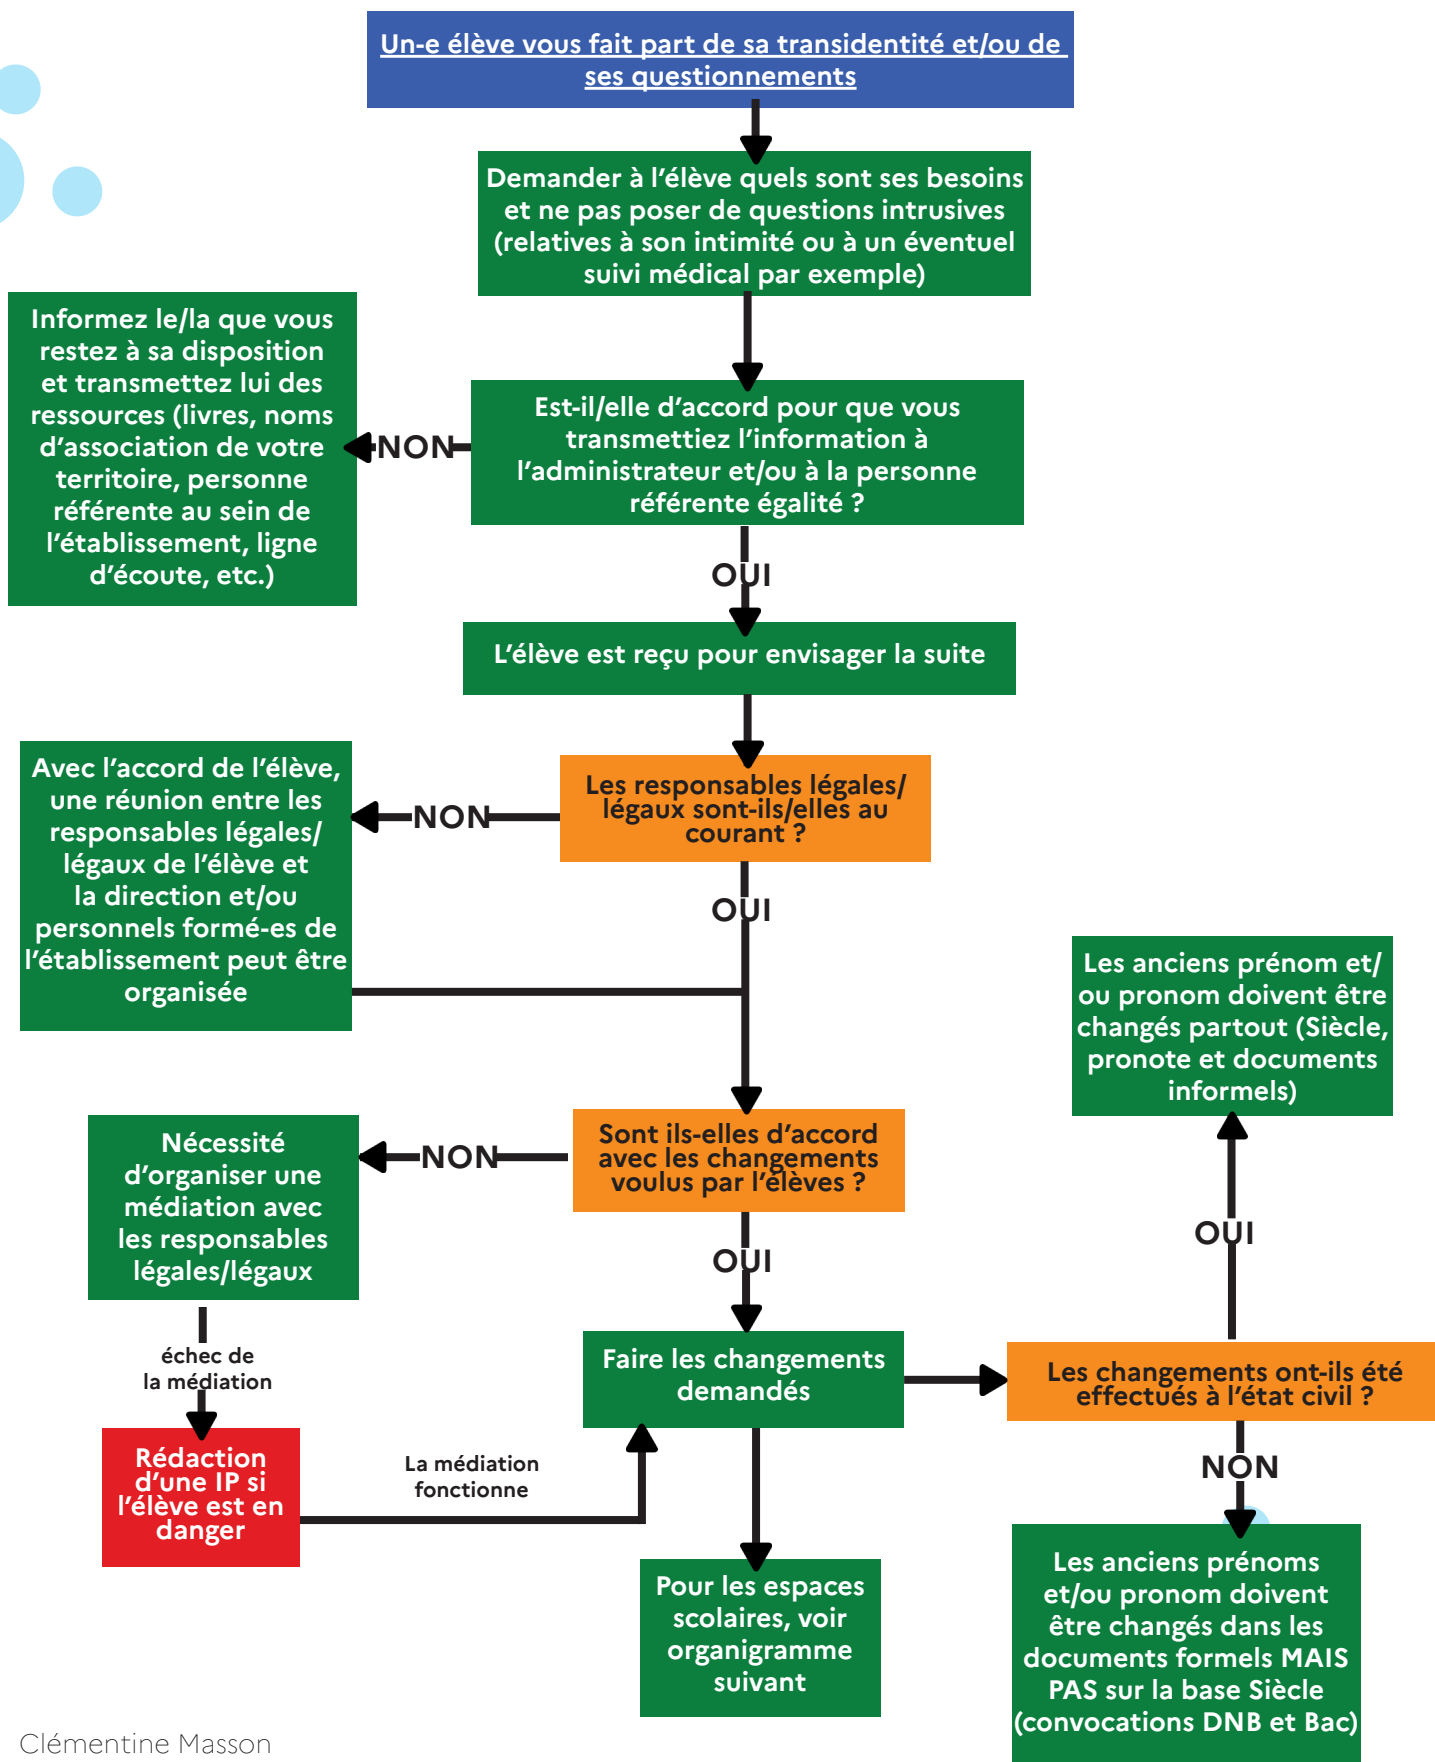 Un-e élève vous fait part de sa transidentité et/ou de
ses questionnements
Demander à l'élève quels sont ses besoins
et ne pas poser de questions intrusives
(relatives à son intimité ou à un éventuel
suivi médical par exemple)
Informez le/la que vous
restez à sa disposition
et transmettez lui des
ressources (livres, noms
d'association de votre
territoire, personne
référente au sein de
l'établissement, ligne
d'écoute, etc.)
NON
Est-il/elle d'accord pour que vous
transmettiez l'information à
l'administrateur et/ou à la personne
référente égalité ?
OUI
L'élève est reçu pour envisager la suite
Avec l'accord de l'élève,
une réunion entre les
responsables légales/
légaux de l'élève et
la direction et/ou
personnels formé-es de
l'établissement peut être
organisée
NON
Les responsables légales/
légaux sont-ils/elles au
courant ?
OUI
Les anciens prénom et/
ou pronom doivent être
changés partout (Siècle,
pronote et documents
informels)
Nécessité
d'organiser une
médiation avec
les responsables
légales/légaux
NON
Sont ils-elles d'accord
avec les changements
voulus par l'élèves ?
OUI
OUI
échec de
la médiation
Faire les changements
demandés
Les changements ont-ils été
effectués à l'état civil ?
Rédaction
d'une IP si
l'élève est en
danger
La médiation
fonctionne
NON
Pour les espaces
scolaires, voir
organigramme
suivant
Les anciens prénoms
et/ou pronom doivent
être changés dans les
documents formels MAIS
PAS sur la base Siècle
(convocations DNB et Bac)
Clémentine Masson